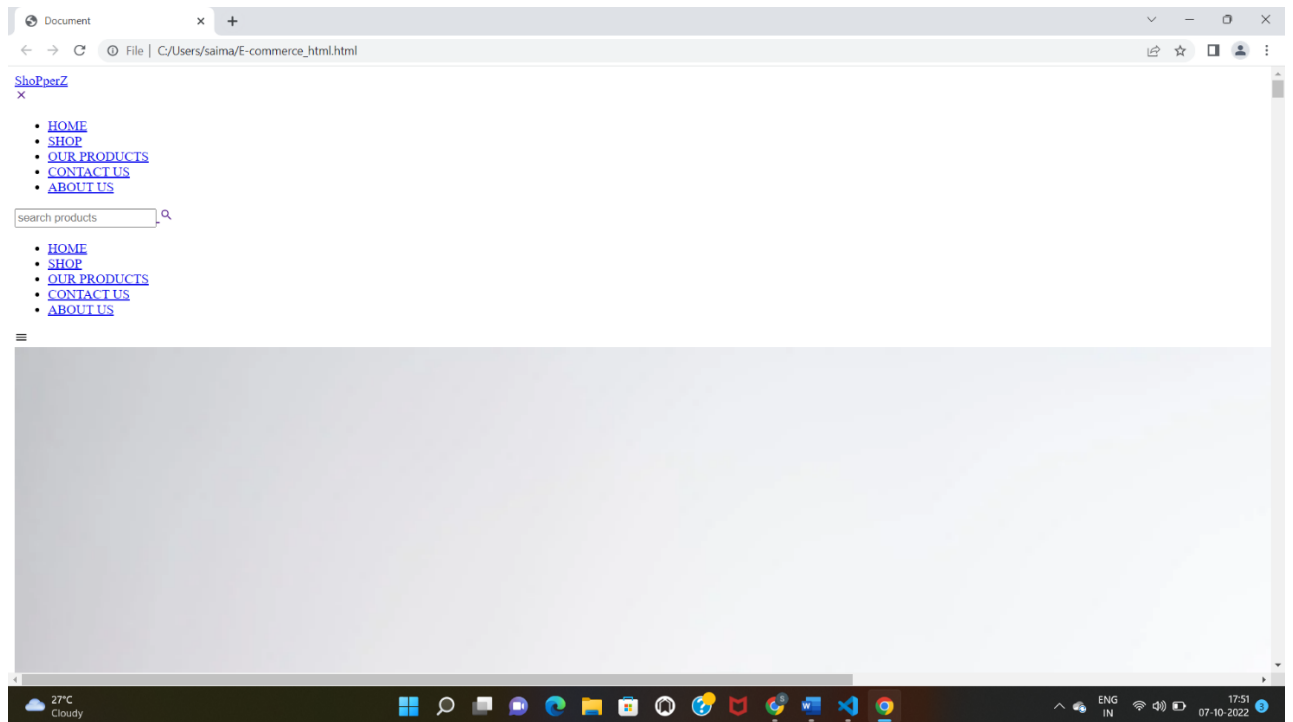 Document
File | C:/Users/saima/E-commerce_html.html
ShoPperZ
HOME
SHOP
OUR PRODUCTS
CONTACT US
ABOUT US
search products
HOME
SHOP
OUR PRODUCTS
CONTACT US
ABOUT US
27°C
Cloudy
ENG
IN
17:51
07-10-2022
3